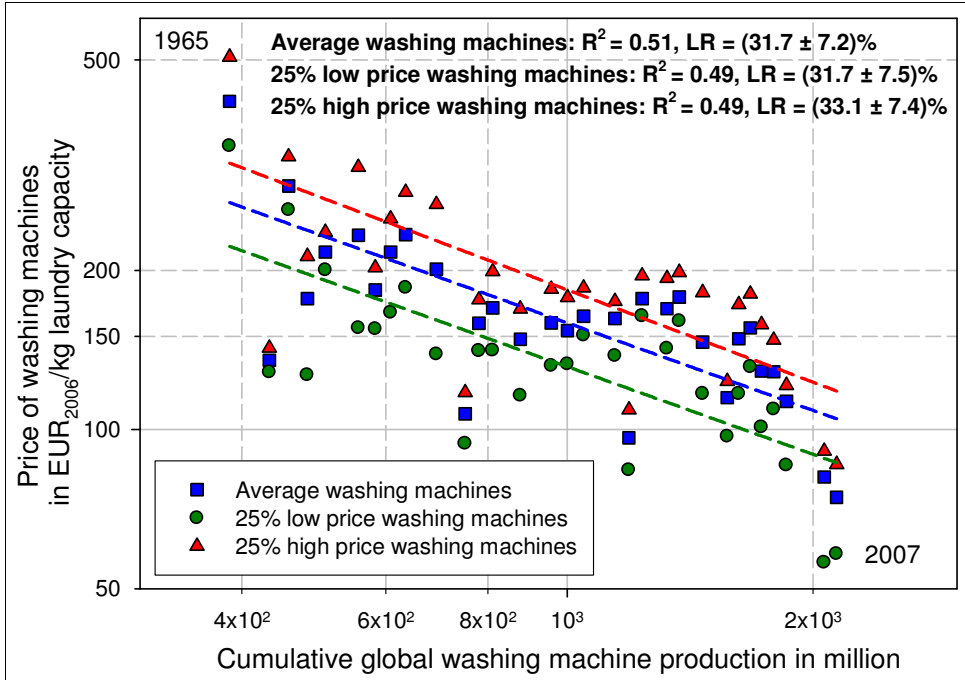 1965
Average washing machines: R² = 0.51, LR = (31.7 ± 7.2)%
25% low price washing machines: R² = 0.49, LR = (31.7 ± 7.5)%
25% high price washing machines: R² = 0.49, LR = (33.1 ± 7.4)%
Price of washing machines
in EUR₂₀₀₆/kg laundry capacity
500
200
150
100
50
Average washing machines
25% low price washing machines
25% high price washing machines
2007
4x10²
6x10²
8x10²
10³
2x10³
Cumulative global washing machine production in million